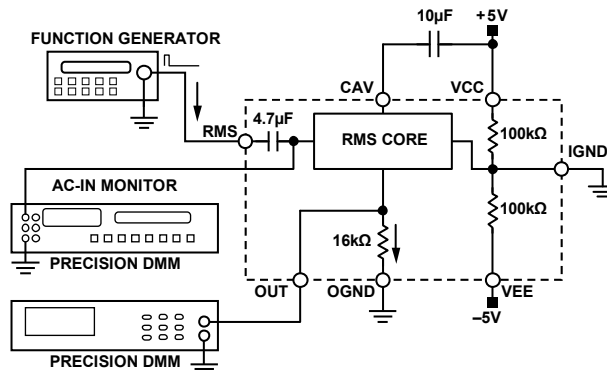 10µF
+5V
FUNCTION GENERATOR
CAV
VCC
4.7µF
RMS
RMS CORE
100kΩ
IGND
AC-IN MONITOR
100kΩ
16kΩ
PRECISION DMM
OUT
OGND
VEE
–5V
PRECISION DMM